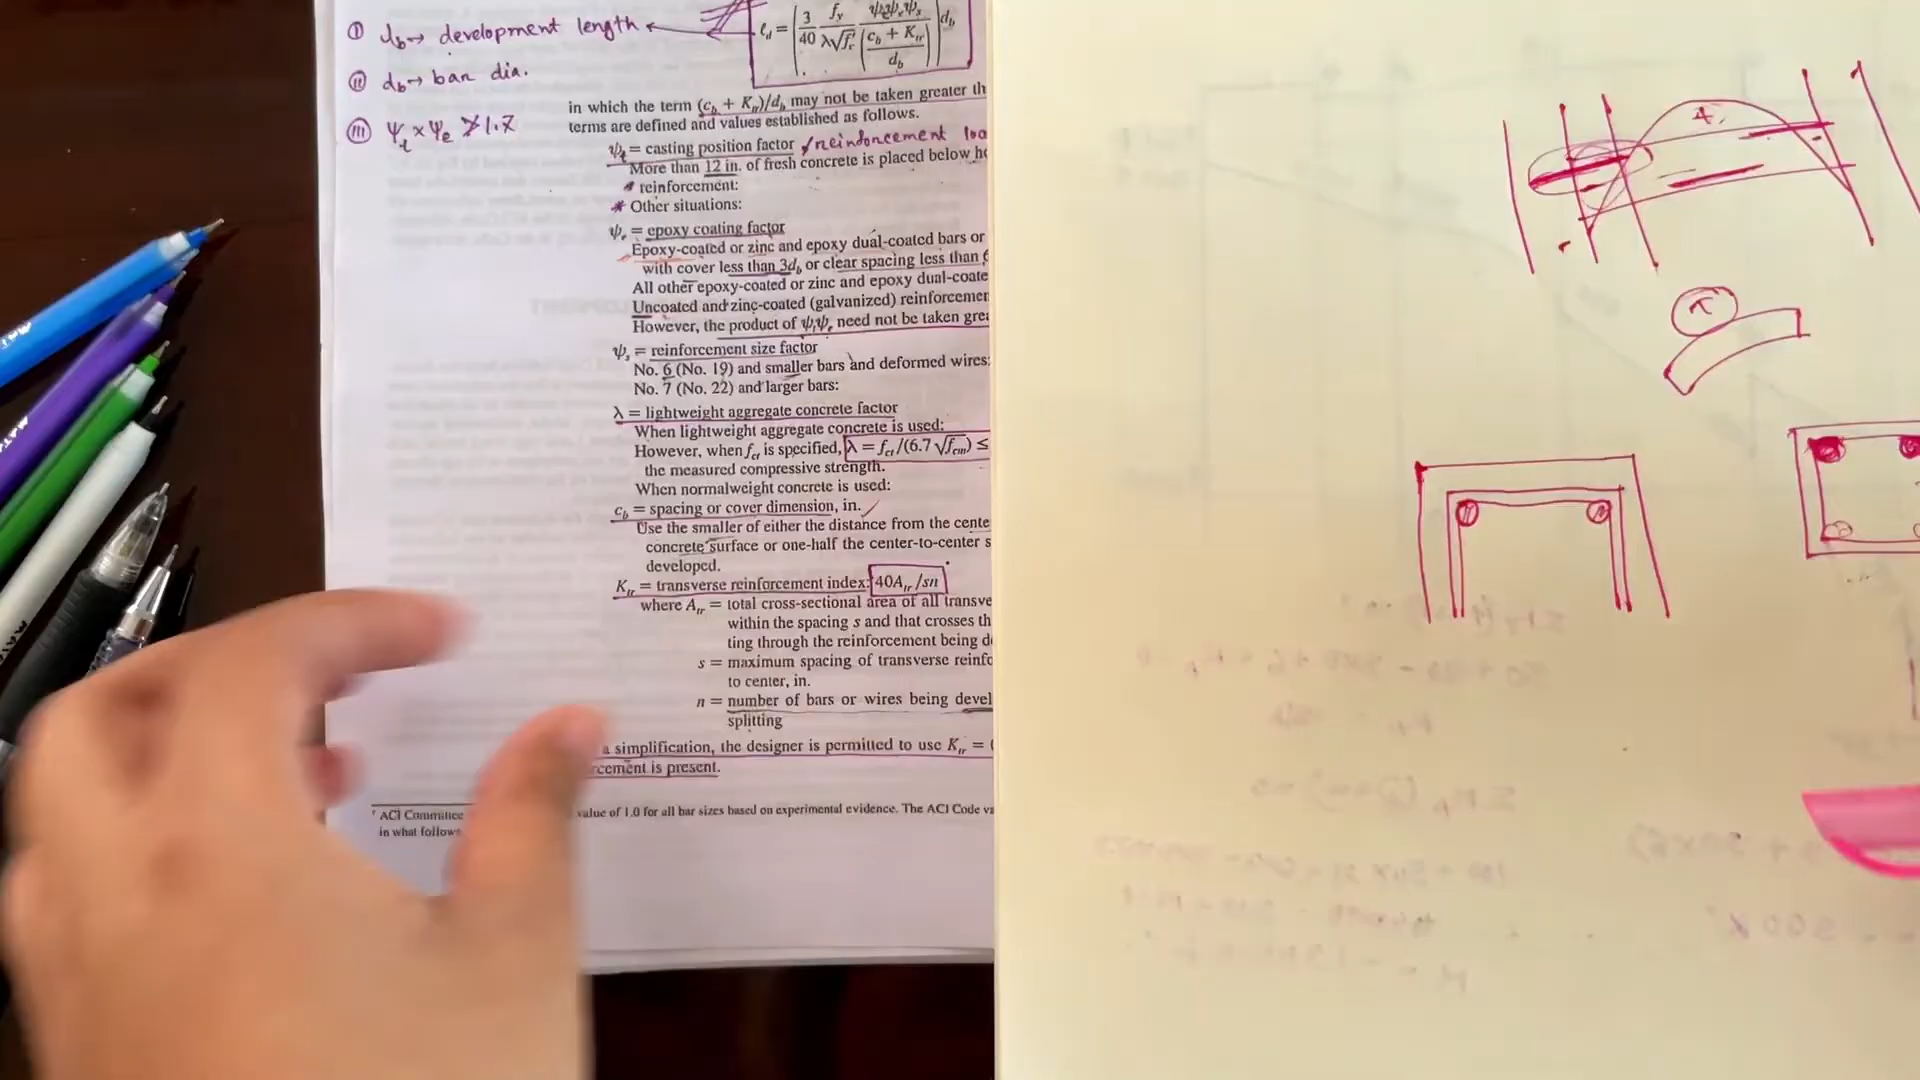 I db→ development length ←
II db→ bar dia.
III Ψt x Ψe ≯ 1.7
ℓd = (3/40 fy/λ√f′c ψtψeψs/((cb + Ktr)/db)) db
in which the term (cb + Ktr)/db may not be taken greater th
terms are defined and values established as follows.
ψt = casting position factor / reinforcement loa
More than 12 in. of fresh concrete is placed below ho
reinforcement:
* Other situations:
ψe = epoxy coating factor
Epoxy-coated or zinc and epoxy dual-coated bars or
with cover less than 3db or clear spacing less than 6
All other epoxy-coated or zinc and epoxy dual-coate
Uncoated and zinc-coated (galvanized) reinforcemen
However, the product of ψtψe need not be taken grea
ψs = reinforcement size factor
No. 6 (No. 19) and smaller bars and deformed wires:
No. 7 (No. 22) and larger bars:
λ = lightweight aggregate concrete factor
When lightweight aggregate concrete is used:
However, when fct is specified, λ = fct/(6.7√fcm) ≤
the measured compressive strength.
When normalweight concrete is used:
cb = spacing or cover dimension, in.
Use the smaller of either the distance from the cente
concrete surface or one-half the center-to-center s
developed.
Ktr = transverse reinforcement index: 40Atr/sn
where Atr = total cross-sectional area of all transve
within the spacing s and that crosses th
ting through the reinforcement being d
s = maximum spacing of transverse reinfo
to center, in.
n = number of bars or wires being devel
splitting
a simplification, the designer is permitted to use Ktr =
rcement is present.
ACI Committee value of 1.0 for all bar sizes based on experimental evidence. The ACI Code va
in what follows